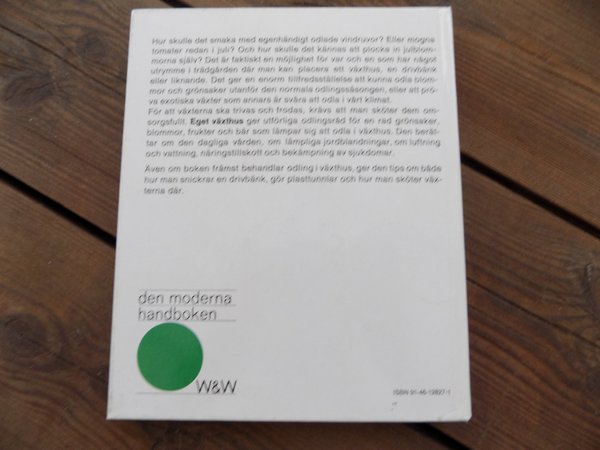 Hur skulle det smaka med egenhändigt odlade vindruvor? Eller mogna
tomater redan i juli? Och hur skulle det kännas att plocka in julblom-
morna själv? Det är faktiskt en möjlighet för var och en som har något
utrymme i trädgården där man kan placera ett växthus, en drivbänk
eller liknande. Det ger en enorm tillfredsställelse att kunna odla blom-
mor och grönsaker utanför den normala odlingssäsongen, eller att prö-
va exotiska växter som annars är svåra att odla i vårt klimat.
För att växterna ska trivas och frodas, krävs att man sköter dem om-
sorgsfullt. Eget växthus ger utförliga odlingsråd för en rad grönsaker,
blommor, frukter och bär som lämpar sig att odla i växthus. Den berät-
tar om den dagliga vården, om lämpliga jordblandningar, om luftning
och vattning, näringstillskott och bekämpning av sjukdomar.
Även om boken främst behandlar odling i växthus, ger den tips om både
hur man snickrar en drivbänk, gör plasttunnlar och hur man sköter väx-
terna där.
den moderna
handboken
W&W
ISBN 91-46-13827-1